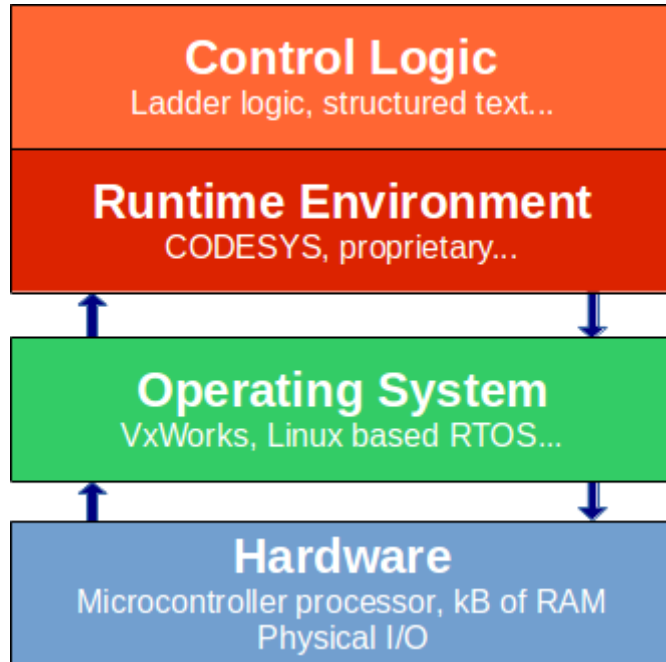 Control Logic
Ladder logic, structured text...
Runtime Environment
CODESYS, proprietary...
Operating System
VxWorks, Linux based RTOS...
Hardware
Microcontroller processor, kB of RAM
Physical I/O